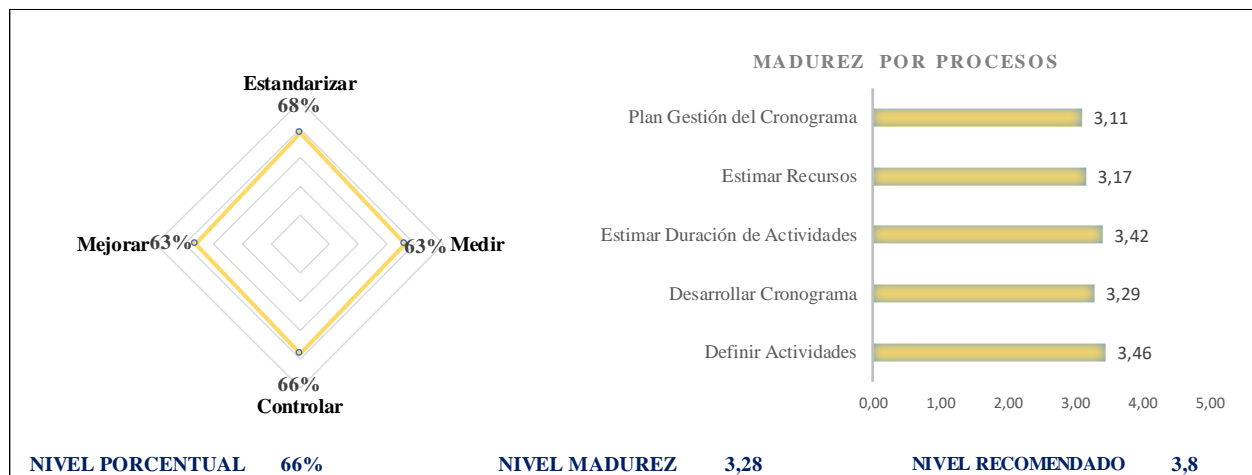 Estandarizar
68%
Mejorar 63%
63% Medir
66%
Controlar
MADUREZ POR PROCESOS
Plan Gestión del Cronograma 3,11
Estimar Recursos 3,17
Estimar Duración de Actividades 3,42
Desarrollar Cronograma 3,29
Definir Actividades 3,46
0,00 1,00 2,00 3,00 4,00 5,00
NIVEL PORCENTUAL 66% NIVEL MADUREZ 3,28 NIVEL RECOMENDADO 3,8